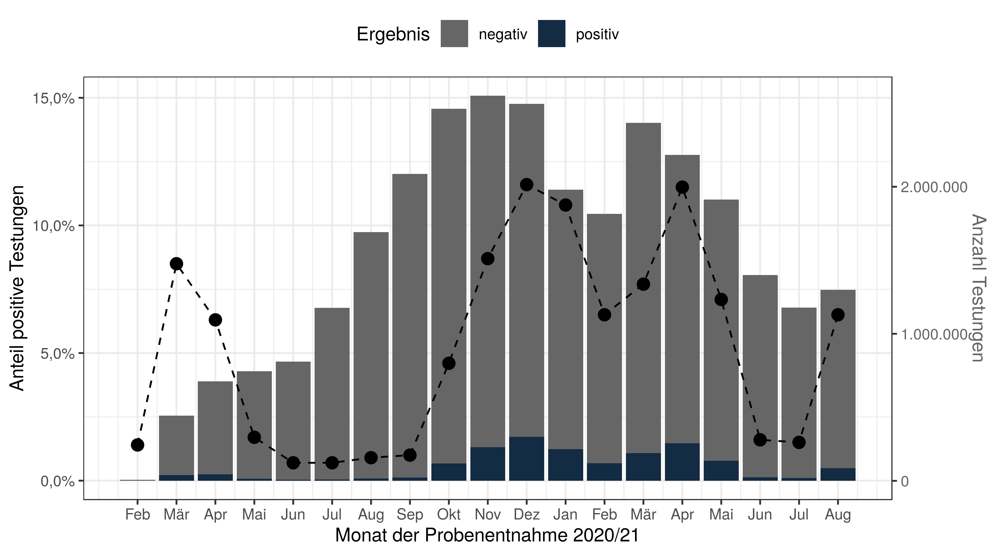 Ergebnis negativ positiv
Anteil positive Testungen
15,0%
10,0%
5,0%
0,0%
2.000.000
1.000.000
0
Anzahl Testungen
Feb Mär Apr Mai Jun Jul Aug Sep Okt Nov Dez Jan Feb Mär Apr Mai Jun Jul Aug
Monat der Probenentnahme 2020/21